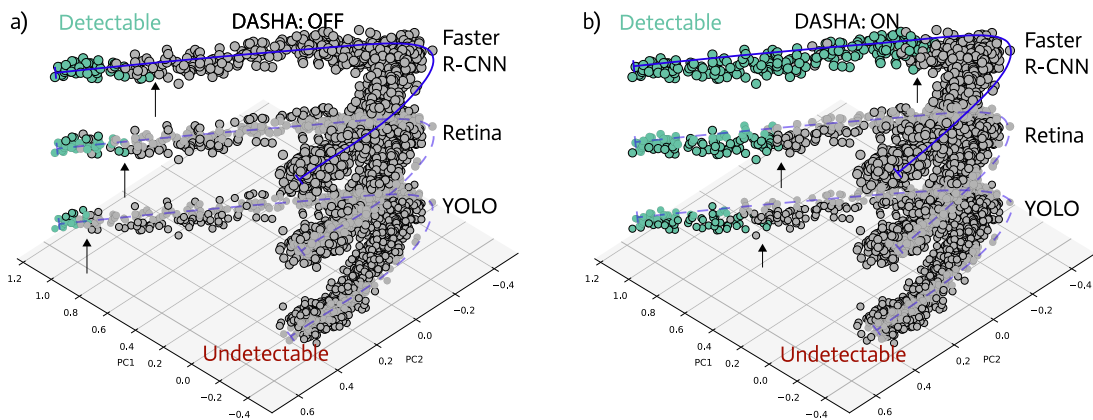 a)
Detectable
DASHA: OFF
Faster
R-CNN
Retina
YOLO
Undetectable
1.2
1.0
0.8
0.6
0.4
0.2
0.0
−0.2
−0.4
PC1
−0.4
−0.2
0.0
0.2
0.4
0.6
PC2
b)
Detectable
DASHA: ON
Faster
R-CNN
Retina
YOLO
Undetectable
1.2
1.0
0.8
0.6
0.4
0.2
0.0
−0.2
−0.4
PC1
−0.4
−0.2
0.0
0.2
0.4
0.6
PC2